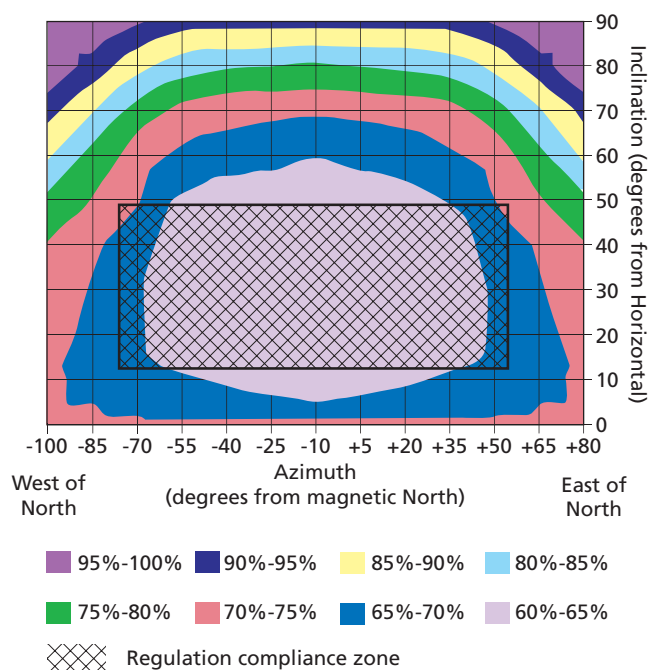 90
80
70
60
50
40
30
20
10
0
Inclination (degrees from Horizontal)
-100 -85 -70 -55 -40 -25 -10 +5 +20 +35 +50 +65 +80
West of
North
Azimuth
(degrees from magnetic North)
East of
North
95%-100% 90%-95% 85%-90% 80%-85%
75%-80% 70%-75% 65%-70% 60%-65%
Regulation compliance zone